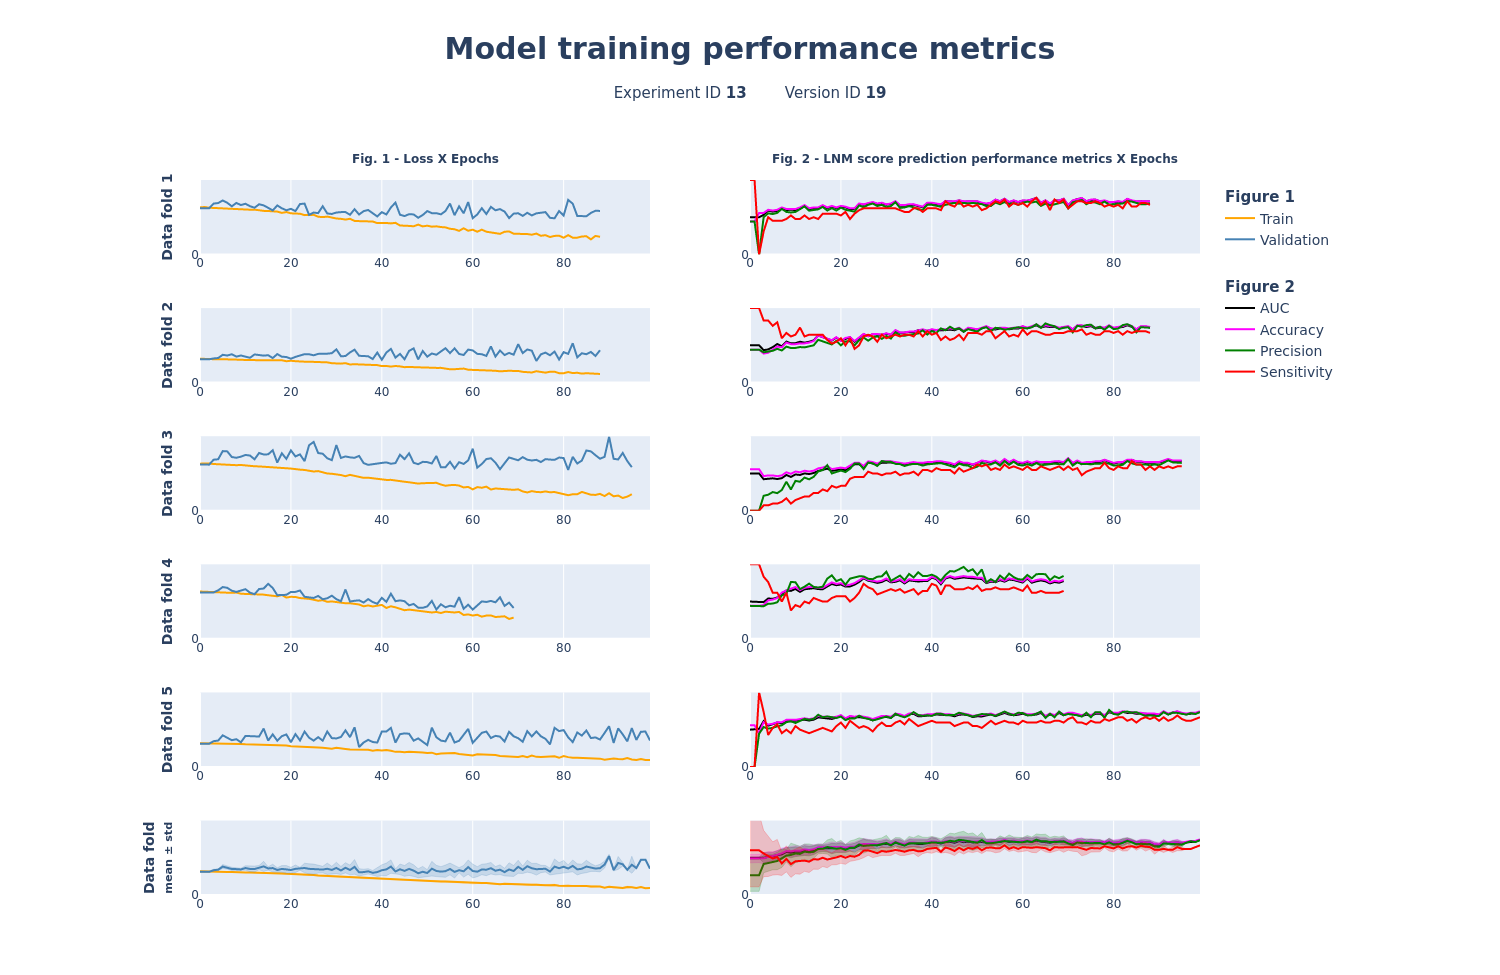 Model training performance metrics
Experiment ID 13 Version ID 19
Fig. 1 - Loss X Epochs
Fig. 2 - LNM score prediction performance metrics X Epochs
Data fold 1
0
0 20 40 60 80
0
0 20 40 60 80
Figure 1
Train
Validation
Figure 2
AUC
Accuracy
Precision
Sensitivity
Data fold 2
0
0 20 40 60 80
0
0 20 40 60 80
Data fold 3
0
0 20 40 60 80
0
0 20 40 60 80
Data fold 4
0
0 20 40 60 80
0
0 20 40 60 80
Data fold 5
0
0 20 40 60 80
0
0 20 40 60 80
Data fold
mean ± std
0
0 20 40 60 80
0
0 20 40 60 80